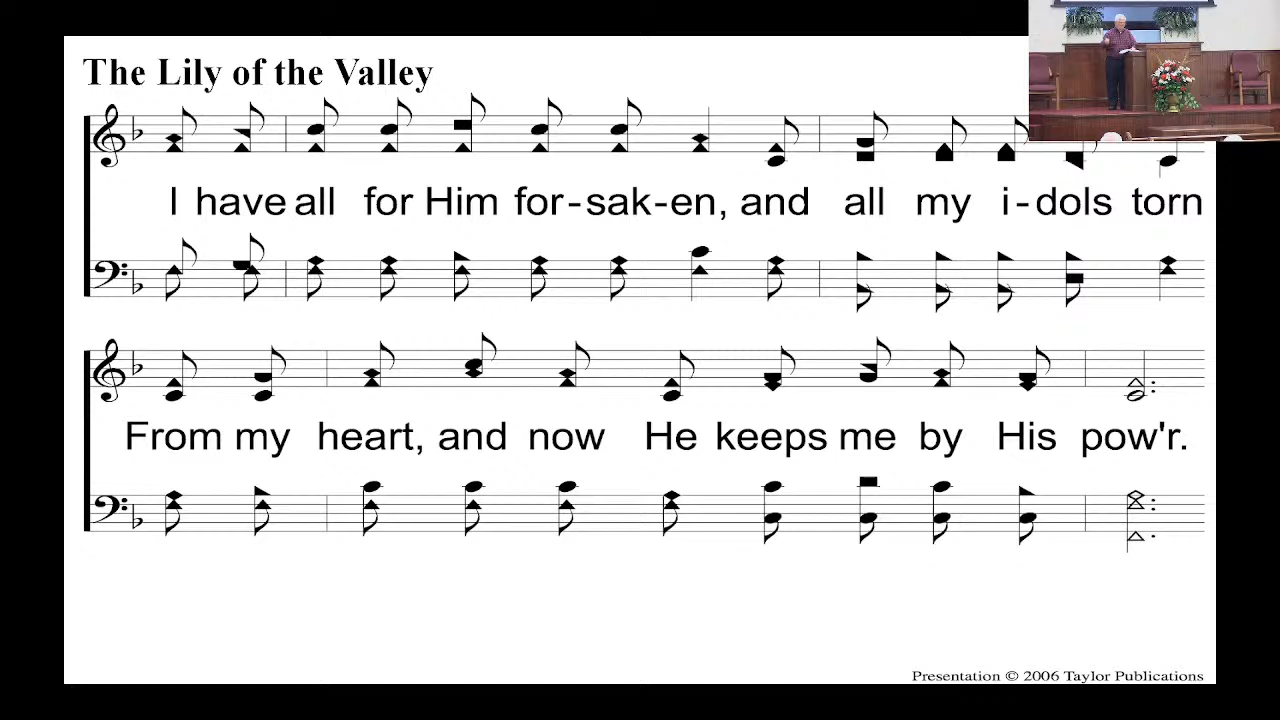 The Lily of the Valley
I have all for Him for-sak-en, and all my i-dols torn
From my heart, and now He keeps me by His pow'r.
Presentation © 2006 Taylor Publications